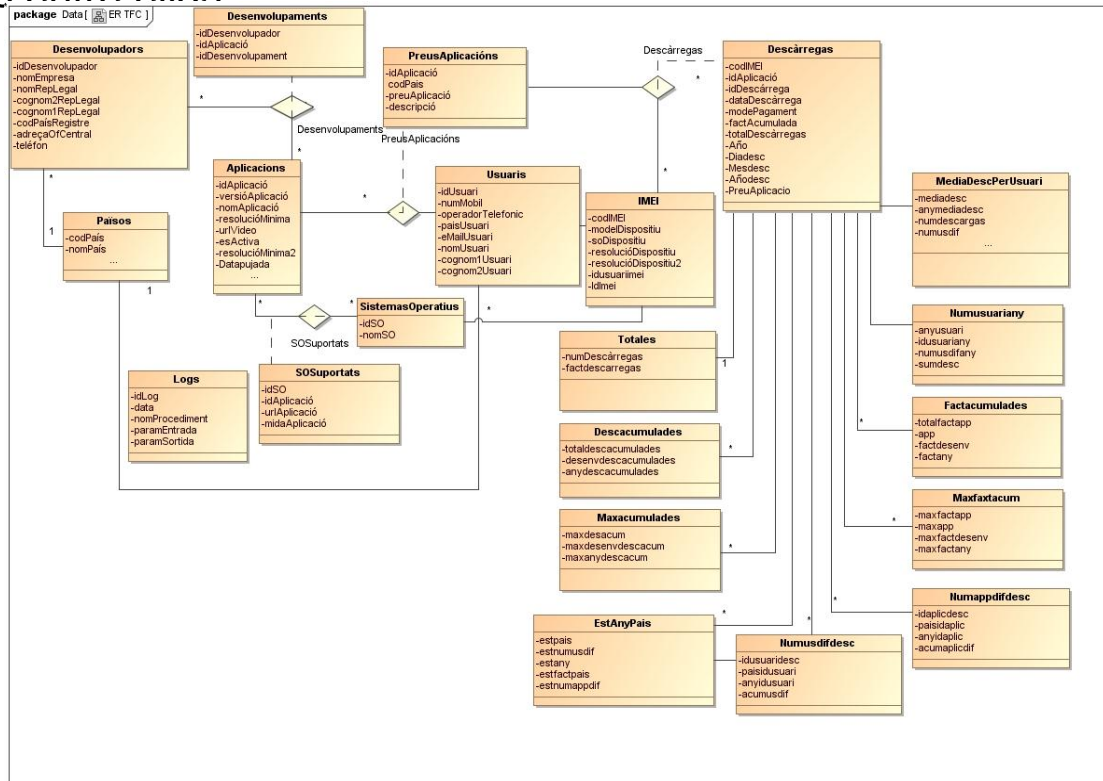 package Data [ ER TFC ]
Desenvolupadors
-idDesenvolupador
-nomEmpresa
-nomRepLegal
-cognom2RepLegal
-cognom1RepLegal
-codPaísRegistre
-adreçaOfCentral
-telèfon
Desenvolupaments
-idDesenvolupador
-idAplicació
-idDesenvolupament
*
Desenvolupaments
*
PreusAplicacións
-idAplicació
codPais
-preuAplicació
-descripció
PreusAplicacións
Descàrregas
*
*
Descàrregas
-codIMEI
-idAplicació
-idDescárrega
-dataDescàrrega
-modePagament
-factAcumulada
-totalDescàrregas
-Año
-Diadesc
-Mesdesc
-Añodesc
-PreuAplicacio
Aplicacions
-idAplicació
-versióAplicació
-nomAplicació
-resolucióMinima
-urlVideo
-esActiva
-resolucióMinima2
-Datapujada
...
*
Usuaris
-idUsuari
-numMobil
-operadorTelefonic
-paisUsuari
-eMailUsuari
-nomUsuari
-cognom1Usuari
-cognom2Usuari
*
IMEI
-codIMEI
-modelDispositiu
-soDispositiu
-resolucióDispositiu
-resolucióDispositiu2
-idusuariimei
-IdImei
*
MediaDescPerUsuari
-mediadesc
-anymediadesc
-numdescargas
-numusdif
...
*
1
Països
-codPaís
-nomPaís
...
1
*
*
SOSuportats
SistemasOperatius
-idSO
-nomSO
Logs
-idLog
-data
-nomProcediment
-paramEntrada
-paramSortida
SOSuportats
-idSO
-idAplicació
-urlAplicació
-midaAplicació
Totales
-numDescàrregas
-factdescarregas
1
Numusuariany
-anyusuari
-idusuariany
-numusdifany
-sumdesc
Descacumulades
-totaldescacumulades
-desenvdescacumulades
-anydescacumulades
*
Factacumulades
-totalfactapp
-app
-factdesenv
-factany
*
Maxacumulades
-maxdesacum
-maxdesenvdescacum
-maxanydescacum
*
Maxfaxtacum
-maxfactapp
-maxapp
-maxfactdesenv
-maxfactany
*
EstAnyPais
-estpais
-estnumusdif
-estany
-estfactpais
-estnumappdif
*
Numusdifdesc
-idusuaridesc
-paisidusuari
-anyidusuari
-acumusdif
*
Numappdifdesc
-idaplicdesc
-paisidaplic
-anyidaplic
-acumaplicdif
*